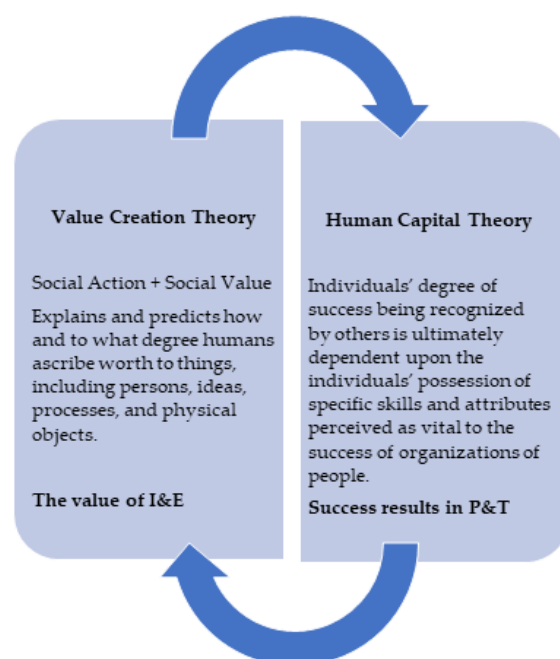 Value Creation Theory
Social Action + Social Value
Explains and predicts how
and to what degree humans
ascribe worth to things,
including persons, ideas,
processes, and physical
objects.
The value of I&E
Human Capital Theory
Individuals’ degree of
success being recognized
by others is ultimately
dependent upon the
individuals’ possession of
specific skills and attributes
perceived as vital to the
success of organizations of
people.
Success results in P&T